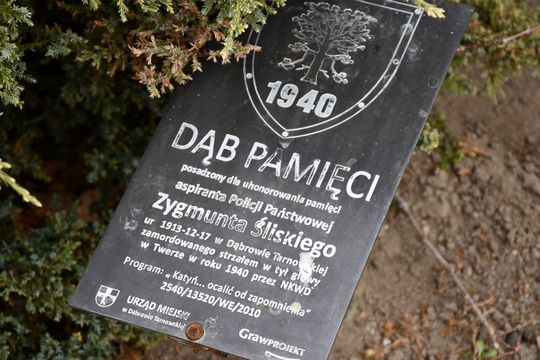 1940
DĄB PAMIĘCI
posadzony dla uhonorowania pamięci
aspiranta Policji Państwowej
Zygmunta Śliskiego
ur 1913-12-17 w Dąbrowie Tarnowskiej
zamordowanego strzałem w tył głowy
w Twerze w roku 1940 przez NKWD
Program: „Katyń... ocalić od zapomnienia"
2540/13520/WE/2010
URZĄD MIEJSKI
w Dąbrowie Tarnowskiej
GrawPROJEKT